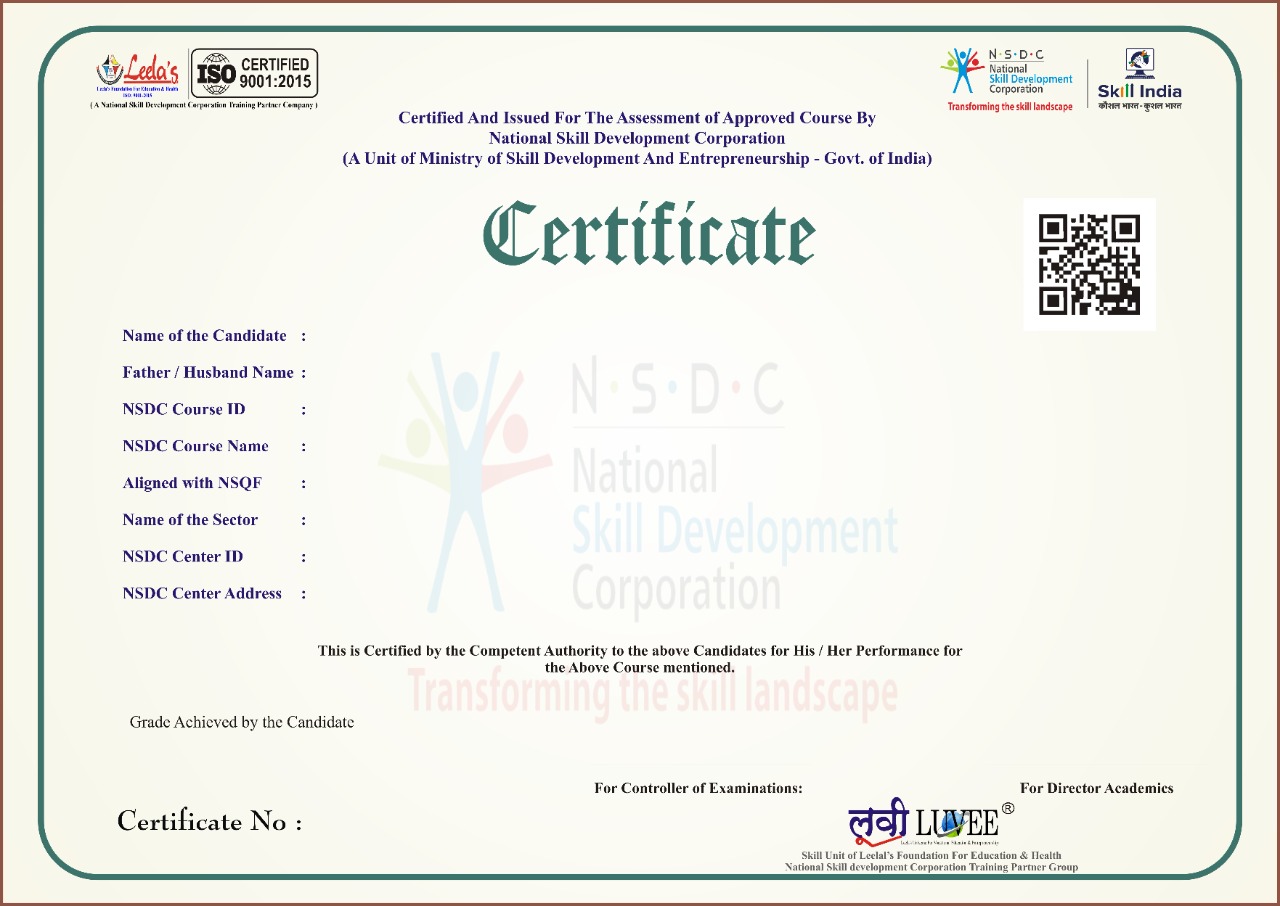 Leela's
Leela's Foundation For Education & Health
ISO: 9001:2015
ISO
CERTIFIED
9001:2015
( A National Skill Development Corporation Training Partner Company )
N·S·D·C
National
Skill Development
Corporation
Transforming the skill landscape
Skill India
कौशल भारत - कुशल भारत
Certified And Issued For The Assessment of Approved Course By
National Skill Development Corporation
(A Unit of Ministry of Skill Development And Entrepreneurship - Govt. of India)
Certificate
Name of the Candidate :
Father / Husband Name :
NSDC Course ID :
NSDC Course Name :
Aligned with NSQF :
Name of the Sector :
NSDC Center ID :
NSDC Center Address :
N·S·D·C
National
Skill Development
Corporation
Transforming the skill landscape
This is Certified by the Competent Authority to the above Candidates for His / Her Performance for
the Above Course mentioned.
Grade Achieved by the Candidate
For Controller of Examinations:
For Director Academics
Certificate No :
लूवी LUVEE ®
Skill Unit of Leelal's Foundation For Education & Health
National Skill development Corporation Training Partner Group